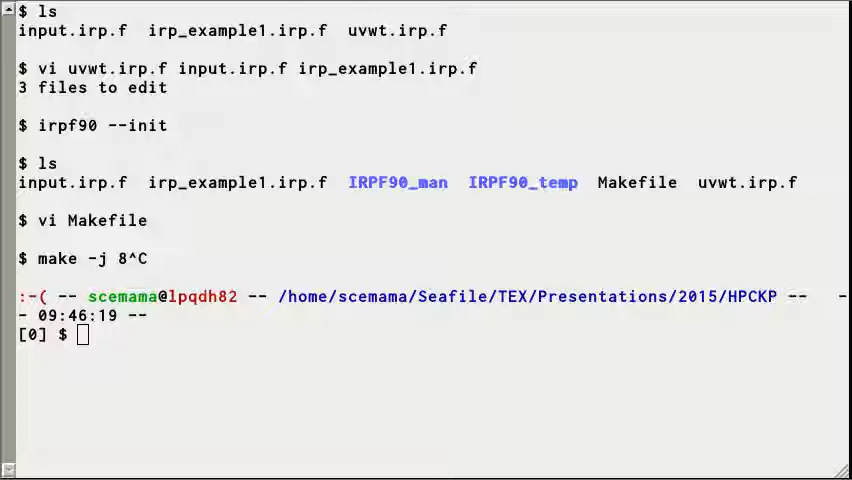 $ ls
input.irp.f  irp_example1.irp.f  uvwt.irp.f
$ vi uvwt.irp.f input.irp.f irp_example1.irp.f
3 files to edit
$ irpf90 --init
$ ls
input.irp.f  irp_example1.irp.f  IRPF90_man  IRPF90_temp  Makefile  uvwt.irp.f
$ vi Makefile
$ make -j 8^C
:-( -- scemama@lpqdh82 -- /home/scemama/Seafile/TEX/Presentations/2015/HPCKP --   -
- 09:46:19 --
[0] $